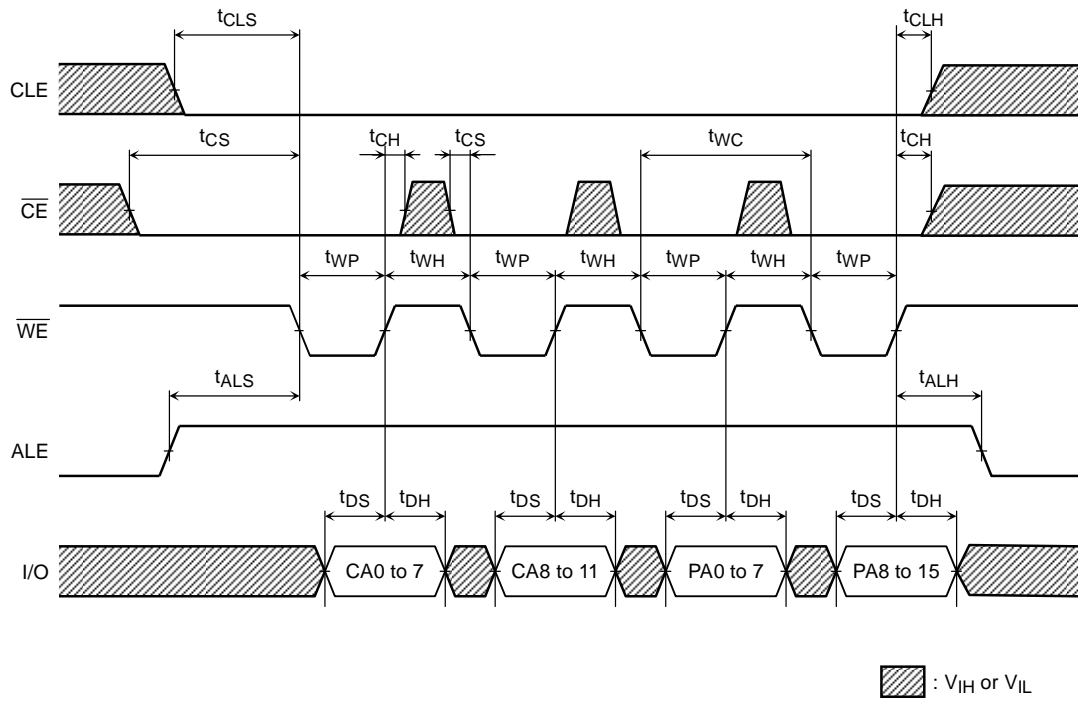 tCLS tCLH
CLE
tCS tCH tCS tWC tCH
CE
tWP tWH tWP tWH tWP tWH tWP
WE
tALS tALH
ALE
tDS tDH tDS tDH tDS tDH tDS tDH
I/O CA0 to 7 CA8 to 11 PA0 to 7 PA8 to 15
: VIH or VIL